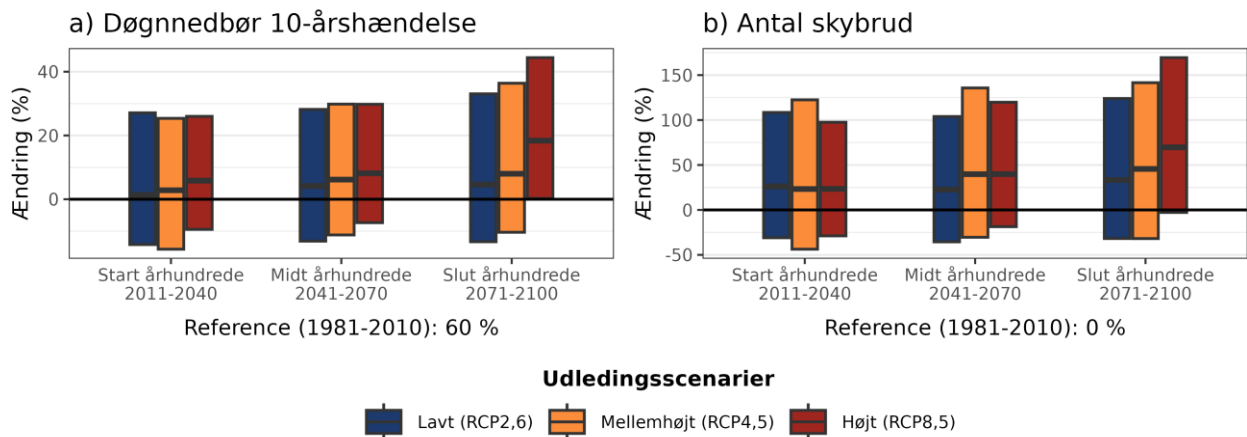 a) Døgnnedbør 10-årshændelse
Ændring (%)
40
20
0
Start århundrede
2011-2040
Midt århundrede
2041-2070
Slut århundrede
2071-2100
Reference (1981-2010): 60 %
b) Antal skybrud
Ændring (%)
150
100
50
0
-50
Start århundrede
2011-2040
Midt århundrede
2041-2070
Slut århundrede
2071-2100
Reference (1981-2010): 0 %
Udledingsscenarier
Lavt (RCP2,6)
Mellemhøjt (RCP4,5)
Højt (RCP8,5)